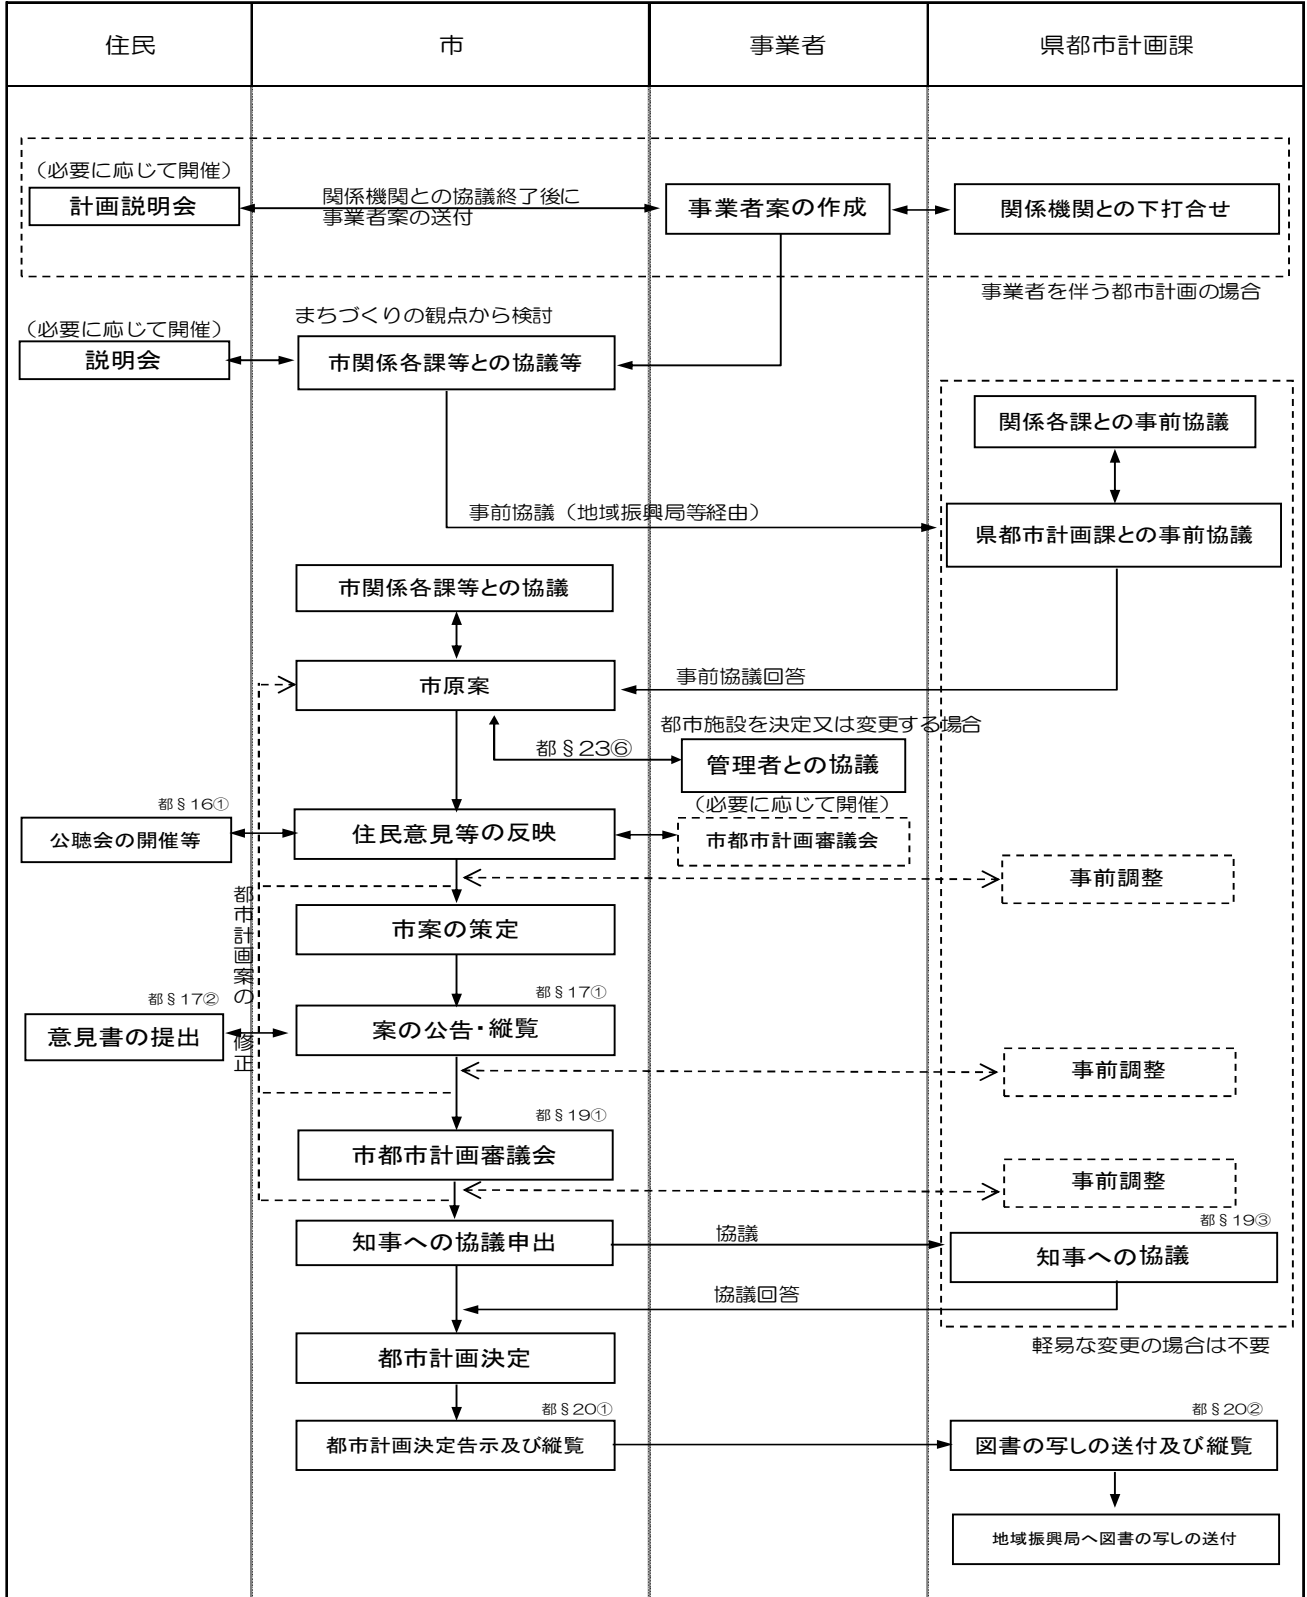 住民
市
事業者
県都市計画課
（必要に応じて開催）
計画説明会
関係機関との協議終了後に
事業者案の送付
事業者案の作成
関係機関との下打合せ
事業者を伴う都市計画の場合
（必要に応じて開催）
説明会
まちづくりの観点から検討
市関係各課等との協議等
関係各課との事前協議
事前協議（地域振興局等経由）
県都市計画課との事前協議
市関係各課等との協議
市原案
事前協議回答
都市施設を決定又は変更する場合
都§23⑥
管理者との協議
都§16①
公聴会の開催等
住民意見等の反映
（必要に応じて開催）
市都市計画審議会
事前調整
都市計画案の修正
市案の策定
都§17②
意見書の提出
都§17①
案の公告・縦覧
事前調整
都§19①
市都市計画審議会
事前調整
知事への協議申出
協議
都§19③
知事への協議
協議回答
軽易な変更の場合は不要
都市計画決定
都§20①
都市計画決定告示及び縦覧
都§20②
図書の写しの送付及び縦覧
地域振興局へ図書の写しの送付